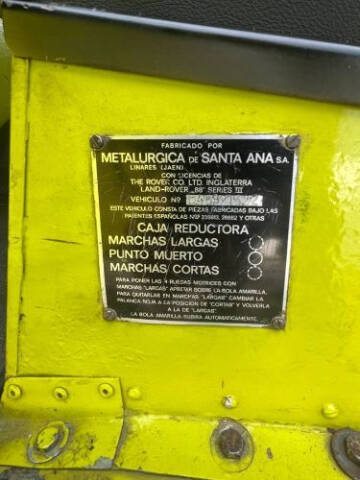 FABRICADO POR
METALURGICA DE SANTA ANA S.A.
LINARES (JAEN)
CON LICENCIAS DE
THE ROVER CO. LTD. INGLATERRA
LAND-ROVER „88" SERIES III
VEHICULO Nº
ESTE VEHICULO CONSTA DE PIEZAS FABRICADAS BAJO LAS
PATENTES ESPAÑOLAS Nº 26662 Y OTRAS
CAJA REDUCTORA
MARCHAS LARGAS
PUNTO MUERTO
MARCHAS CORTAS
PARA PONER LAS 4 RUEDAS MOTRICES CON
MARCHAS "LARGAS" APRETAR SOBRE LA BOLA AMARILLA.
PARA QUITARLAS EN MARCHAS "LARGAS" CAMBIAR LA
PALANCA ROJA A LA POSICION DE "CORTAS" Y VOLVERLA
A LA DE "LARGAS".
LA BOLA AMARILLA SUBIRA AUTOMATICAMENTE.